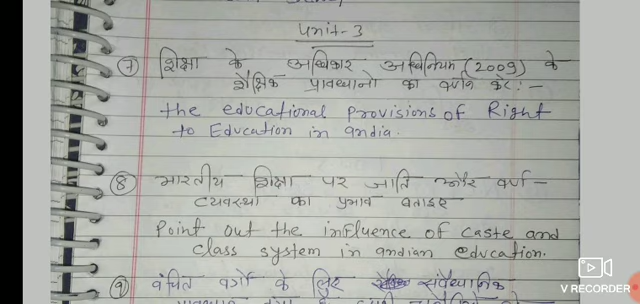 Unit-3
7 शिक्षा के अधिकार अधिनियम (2009) के
शैक्षिक प्रावधानों का वर्णन करें :-
the educational provisions of Right
to Education in india.
8 भारतीय शिक्षा पर जाति और वर्ण-
व्यवस्था का प्रभाव बताइए
Point out the influence of caste and
class system in indian education.
9) वंचित वर्गों के लिए संवैधानिक
V RECORDER